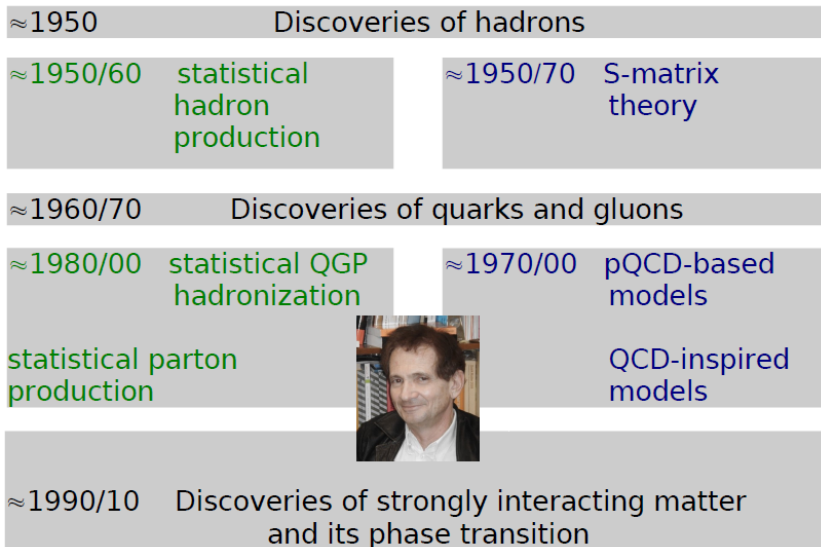 ≈1950 Discoveries of hadrons
≈1950/60 statistical
hadron
production
≈1950/70 S-matrix
theory
≈1960/70 Discoveries of quarks and gluons
≈1980/00 statistical QGP
hadronization
statistical parton
production
≈1970/00 pQCD-based
models
QCD-inspired
models
≈1990/10 Discoveries of strongly interacting matter
and its phase transition